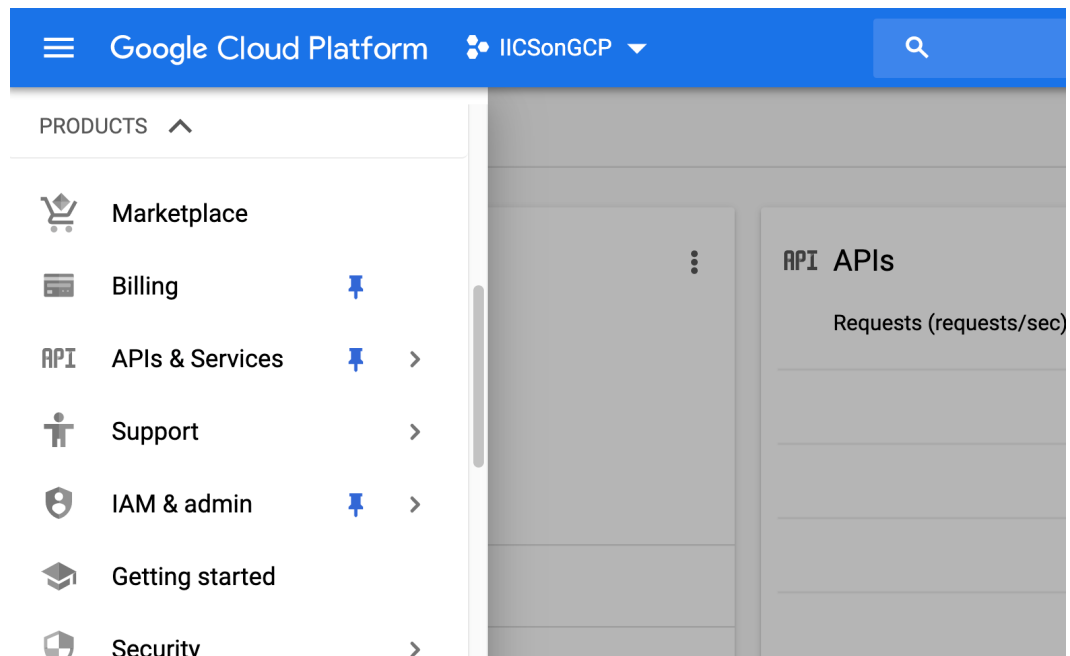 Google Cloud Platform IICSonGCP
PRODUCTS
Marketplace
Billing
API APIs & Services
Support
IAM & admin
Getting started
Security
API APIs
Requests (requests/sec)